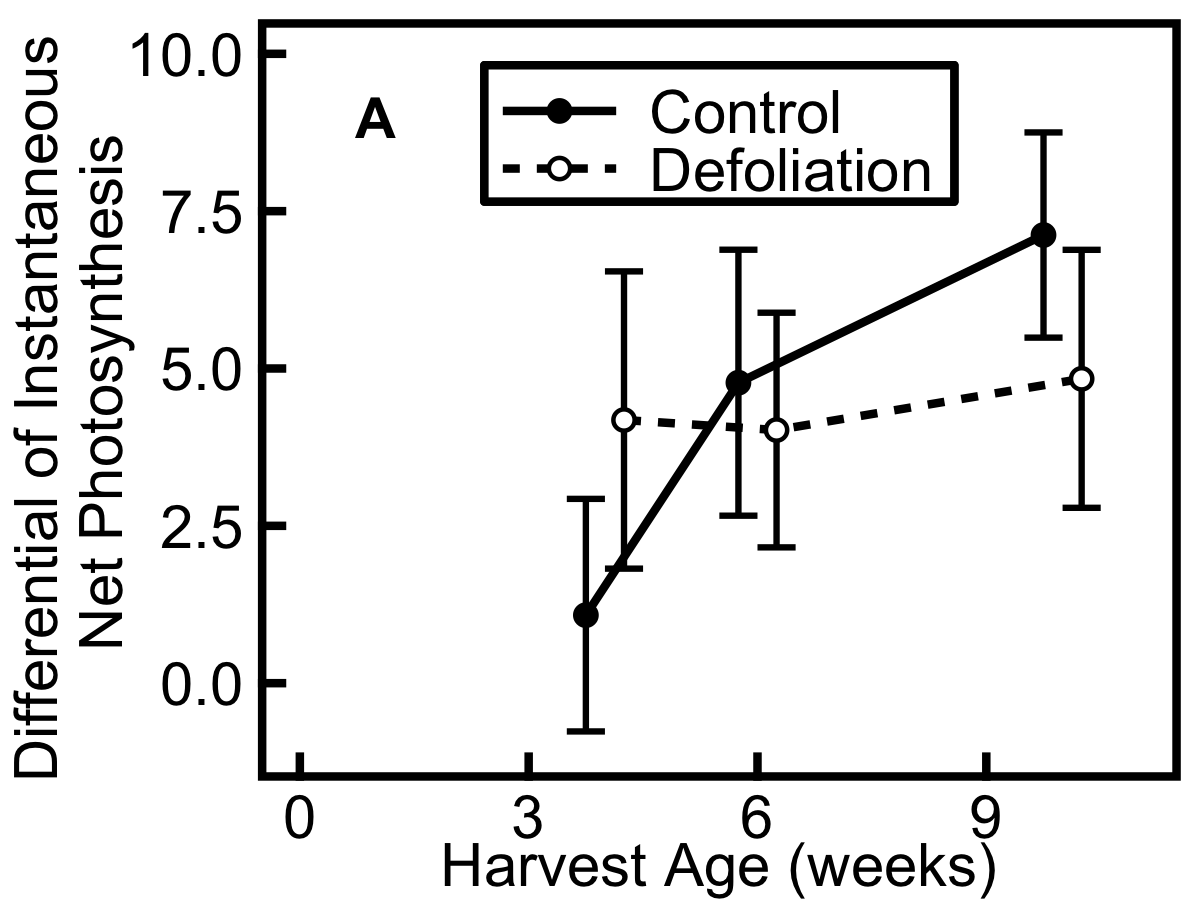 Differential of Instantaneous
Net Photosynthesis
10.0
7.5
5.0
2.5
0.0
A
Control
Defoliation
0 3 6 9
Harvest Age (weeks)